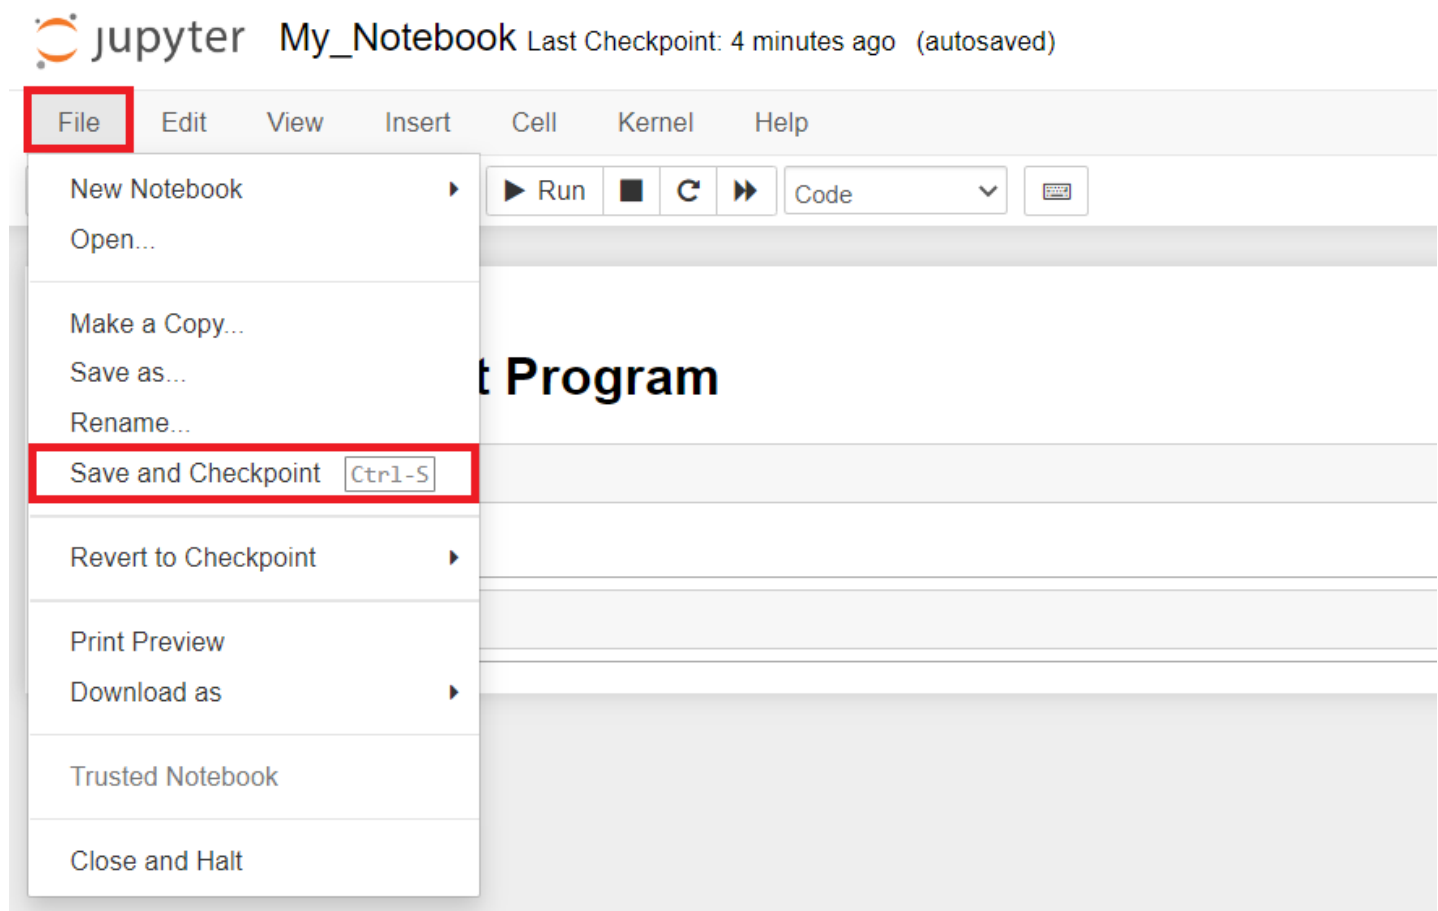 jupyter My_Notebook Last Checkpoint: 4 minutes ago (autosaved)
File Edit View Insert Cell Kernel Help
Run Code
New Notebook
Open...
Make a Copy...
Save as...
t Program
Rename...
Save and Checkpoint Ctrl-S
Revert to Checkpoint
Print Preview
Download as
Trusted Notebook
Close and Halt